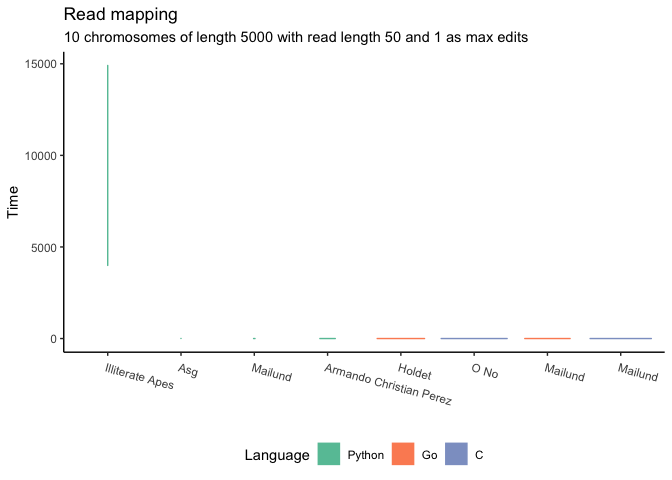 Read mapping
10 chromosomes of length 5000 with read length 50 and 1 as max edits
15000
10000
5000
0
Time
Illiterate Apes
Asg
Mailund
Armando Christian Perez
Holdet
O No
Mailund
Mailund
Language
Python
Go
C